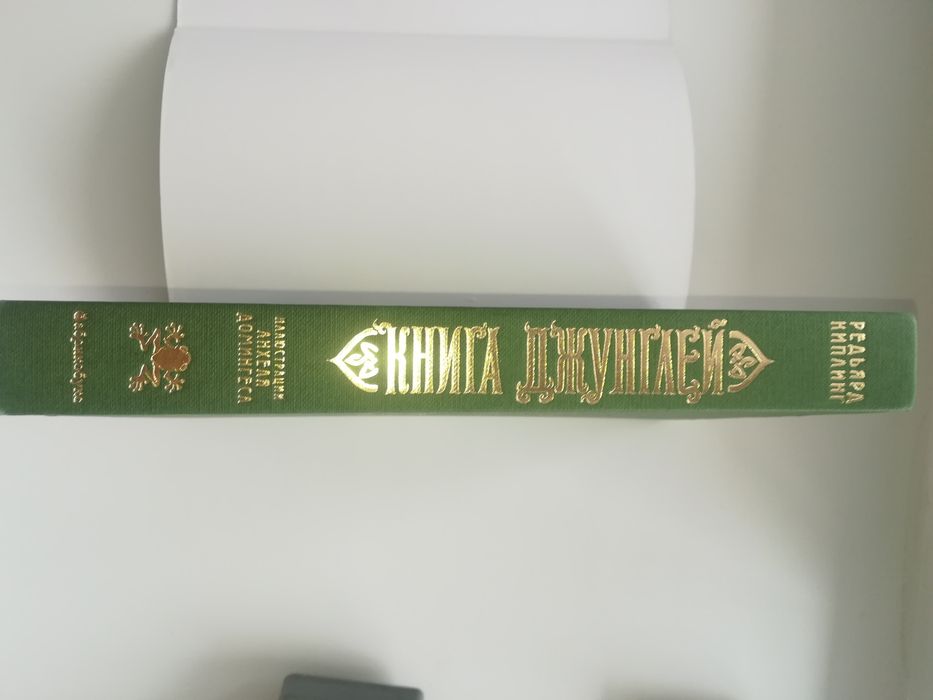 РЕДЬЯРД
КИПЛИНГ
КНИГА ДЖУНГЛЕЙ
ИЛЛЮСТРАЦИИ
АНХЕЛЯ
ДОМИНГЕСА